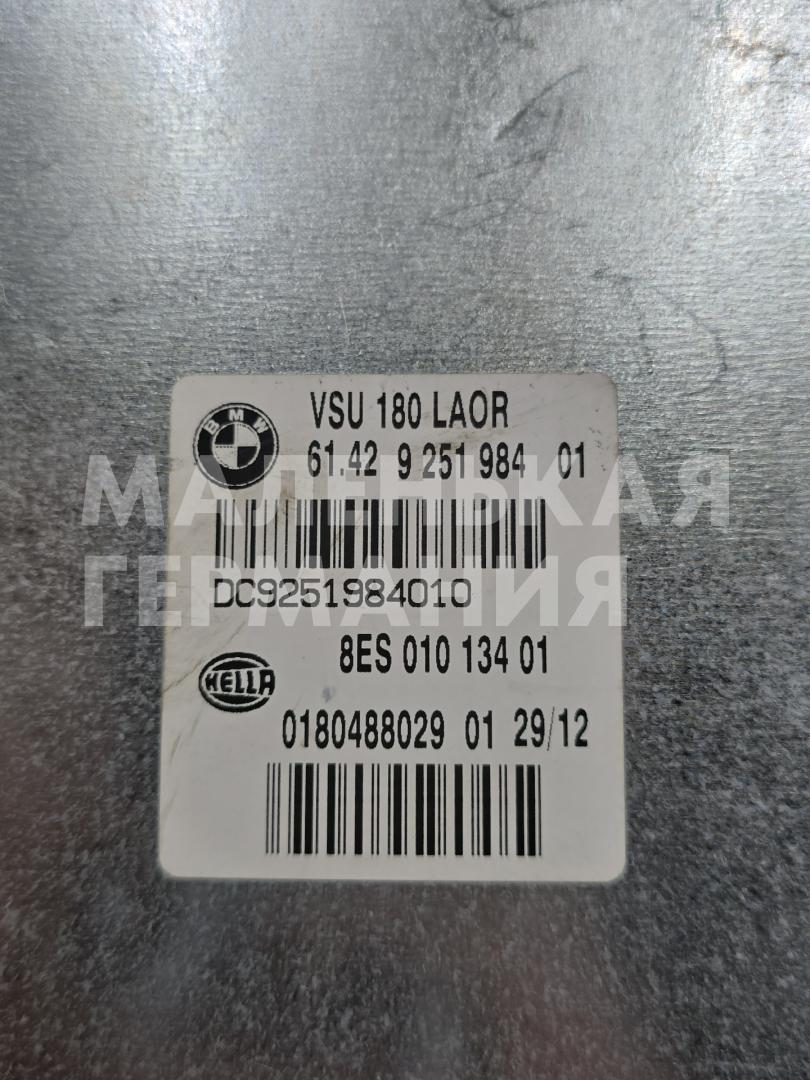 BMW
VSU 180 LAOR
61.42 9 251 984 01
DC9251984010
МАЛЕНЬКАЯ
ГЕРМАНИЯ
8ES 010 134 01
HELLA
0180488029 01 29/12